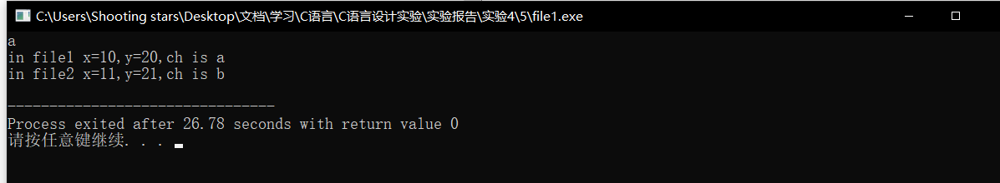 C:\Users\Shooting stars\Desktop\文档\学习\C语言\C语言设计实验\实验报告\实验4\5\file1.exe
a
in file1 x=10,y=20,ch is a
in file2 x=11,y=21,ch is b
--------------------------------
Process exited after 26.78 seconds with return value 0
请按任意键继续. . .